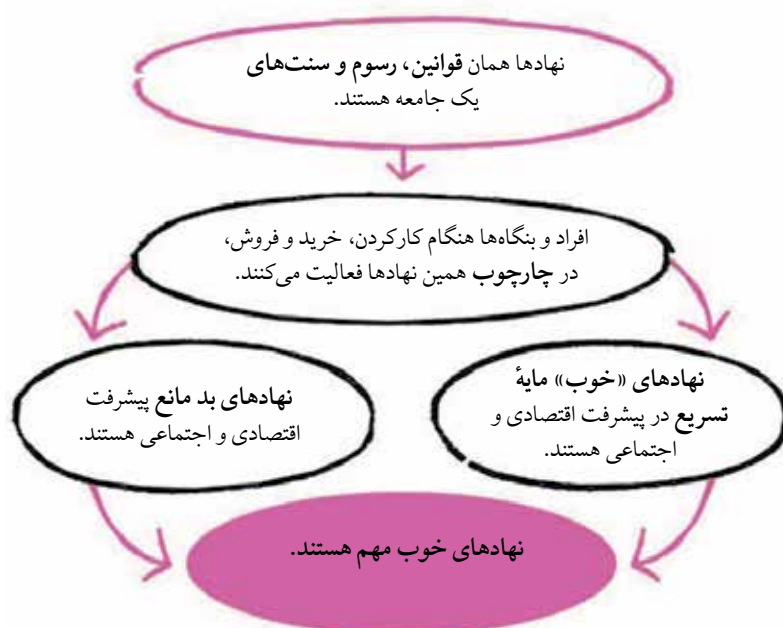 نهادها همان قوانین، رسوم و سنت‌های
یک جامعه هستند.
افراد و بنگاه‌ها هنگام کارکردن، خرید و فروش،
در چارچوب همین نهادها فعالیت می‌کنند.
نهادهای «خوب» مایهٔ
تسریع در پیشرفت اقتصادی و
اجتماعی هستند.
نهادهای بد مانع پیشرفت
اقتصادی و اجتماعی هستند.
نهادهای خوب مهم هستند.